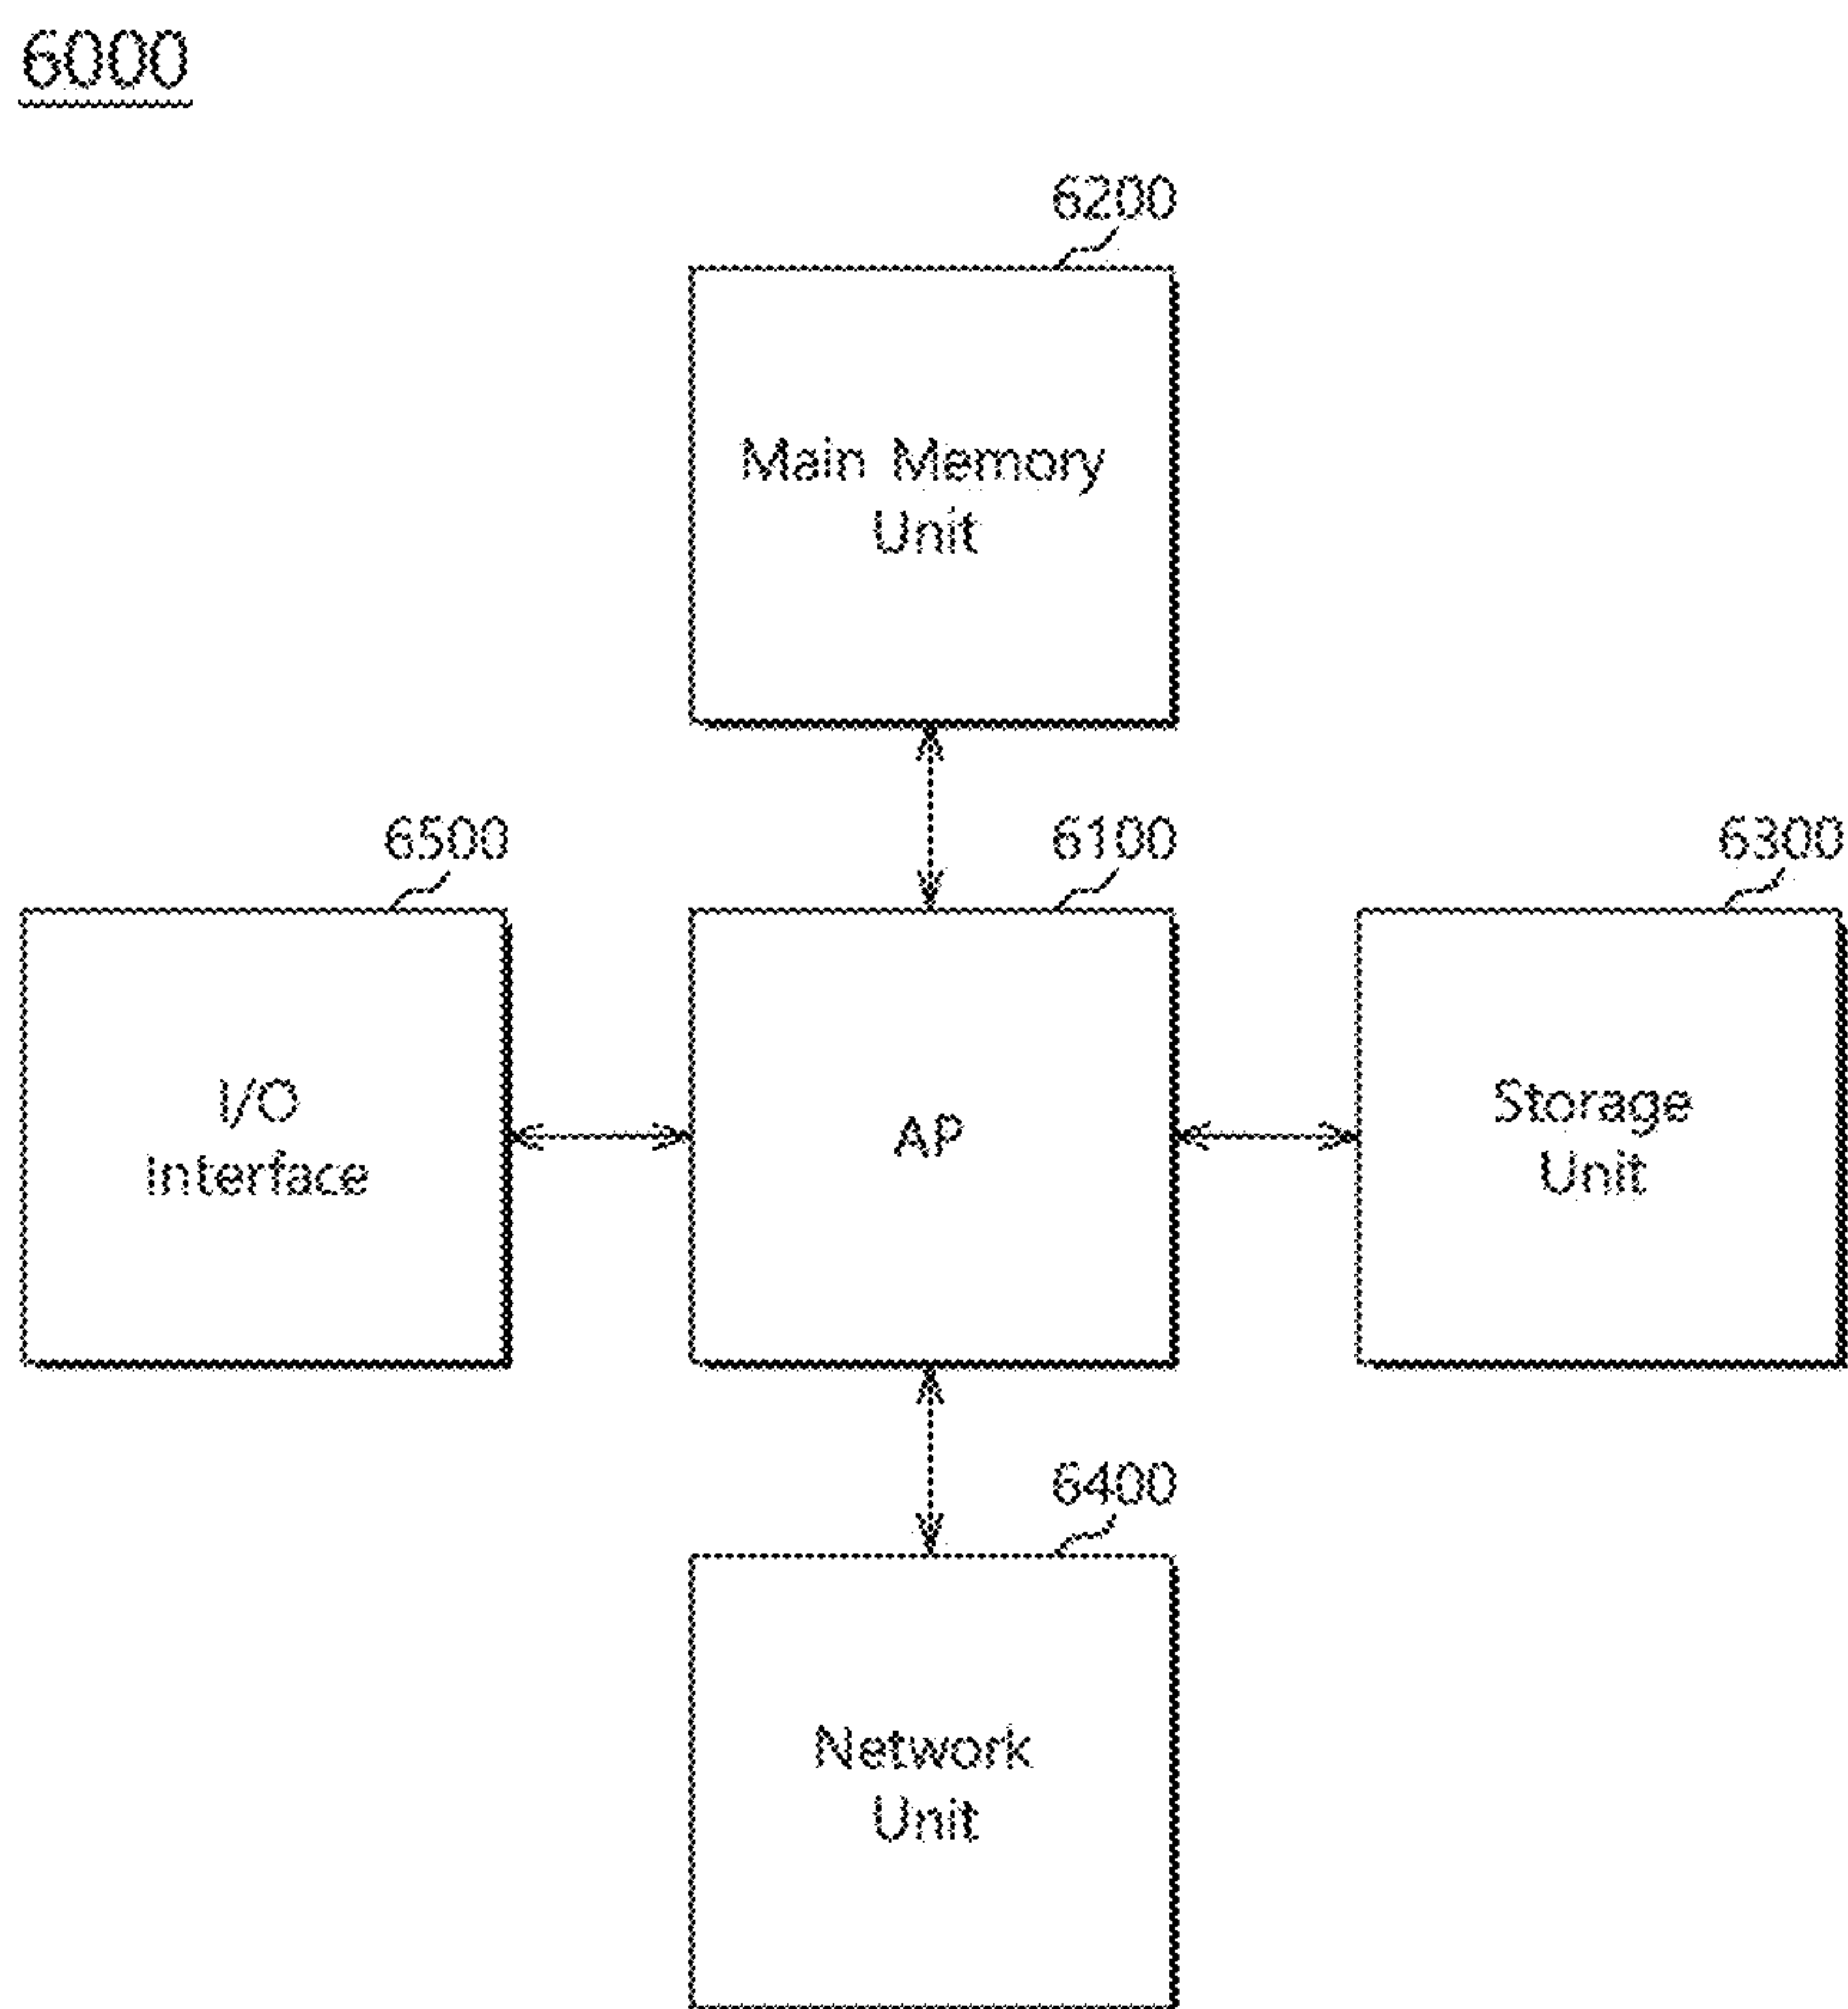 6000
6200
Main Memory
Unit
6500
6100
6300
I/O
Interface
AP
Storage
Unit
6400
Network
Unit